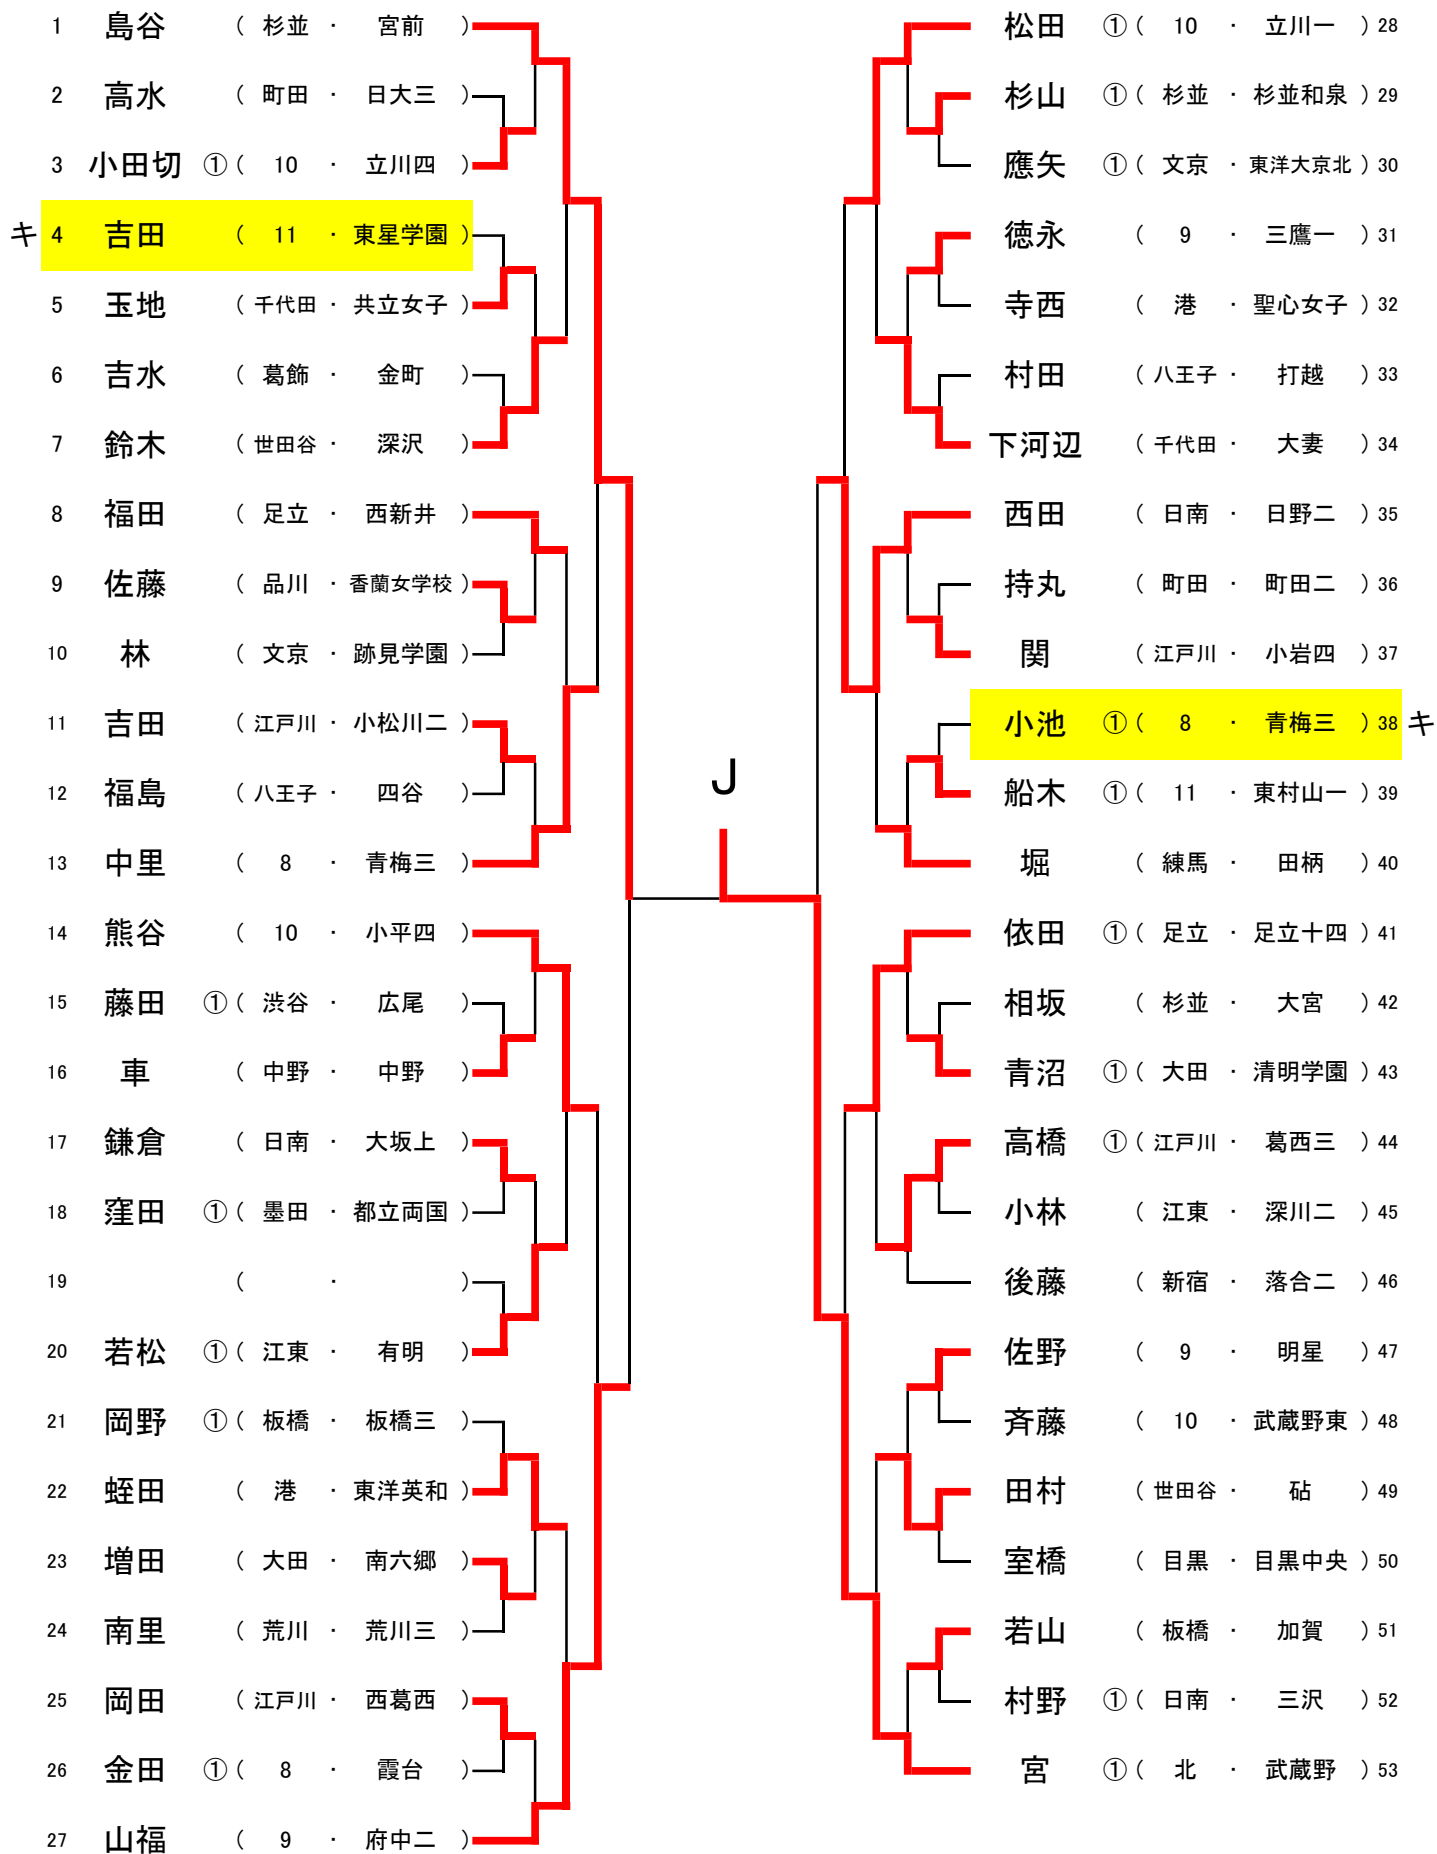 1 島谷 ( 杉並 ・ 宮前 )
2 高水 ( 町田 ・ 日大三 )
3 小田切 ①( 10 ・ 立川四 )
キ 4 吉田 ( 11 ・ 東星学園 )
5 玉地 ( 千代田 ・ 共立女子 )
6 吉水 ( 葛飾 ・ 金町 )
7 鈴木 ( 世田谷 ・ 深沢 )
8 福田 ( 足立 ・ 西新井 )
9 佐藤 ( 品川 ・ 香蘭女学校 )
10 林 ( 文京 ・ 跡見学園 )
11 吉田 ( 江戸川 ・ 小松川二 )
12 福島 ( 八王子 ・ 四谷 )
13 中里 ( 8 ・ 青梅三 )
14 熊谷 ( 10 ・ 小平四 )
15 藤田 ①( 渋谷 ・ 広尾 )
16 車 ( 中野 ・ 中野 )
17 鎌倉 ( 日南 ・ 大坂上 )
18 窪田 ①( 墨田 ・ 都立両国 )
19 ( ・ )
20 若松 ①( 江東 ・ 有明 )
21 岡野 ①( 板橋 ・ 板橋三 )
22 蛭田 ( 港 ・ 東洋英和 )
23 増田 ( 大田 ・ 南六郷 )
24 南里 ( 荒川 ・ 荒川三 )
25 岡田 ( 江戸川 ・ 西葛西 )
26 金田 ①( 8 ・ 霞台 )
27 山福 ( 9 ・ 府中二 )
J
松田 ①( 10 ・ 立川一 ) 28
杉山 ①( 杉並 ・ 杉並和泉 ) 29
應矢 ①( 文京 ・ 東洋大京北 ) 30
徳永 ( 9 ・ 三鷹一 ) 31
寺西 ( 港 ・ 聖心女子 ) 32
村田 ( 八王子 ・ 打越 ) 33
下河辺 ( 千代田 ・ 大妻 ) 34
西田 ( 日南 ・ 日野二 ) 35
持丸 ( 町田 ・ 町田二 ) 36
関 ( 江戸川 ・ 小岩四 ) 37
小池 ①( 8 ・ 青梅三 ) 38 キ
船木 ①( 11 ・ 東村山一 ) 39
堀 ( 練馬 ・ 田柄 ) 40
依田 ①( 足立 ・ 足立十四 ) 41
相坂 ( 杉並 ・ 大宮 ) 42
青沼 ①( 大田 ・ 清明学園 ) 43
高橋 ①( 江戸川 ・ 葛西三 ) 44
小林 ( 江東 ・ 深川二 ) 45
後藤 ( 新宿 ・ 落合二 ) 46
佐野 ( 9 ・ 明星 ) 47
斉藤 ( 10 ・ 武蔵野東 ) 48
田村 ( 世田谷 ・ 砧 ) 49
室橋 ( 目黒 ・ 目黒中央 ) 50
若山 ( 板橋 ・ 加賀 ) 51
村野 ①( 日南 ・ 三沢 ) 52
宮 ①( 北 ・ 武蔵野 ) 53